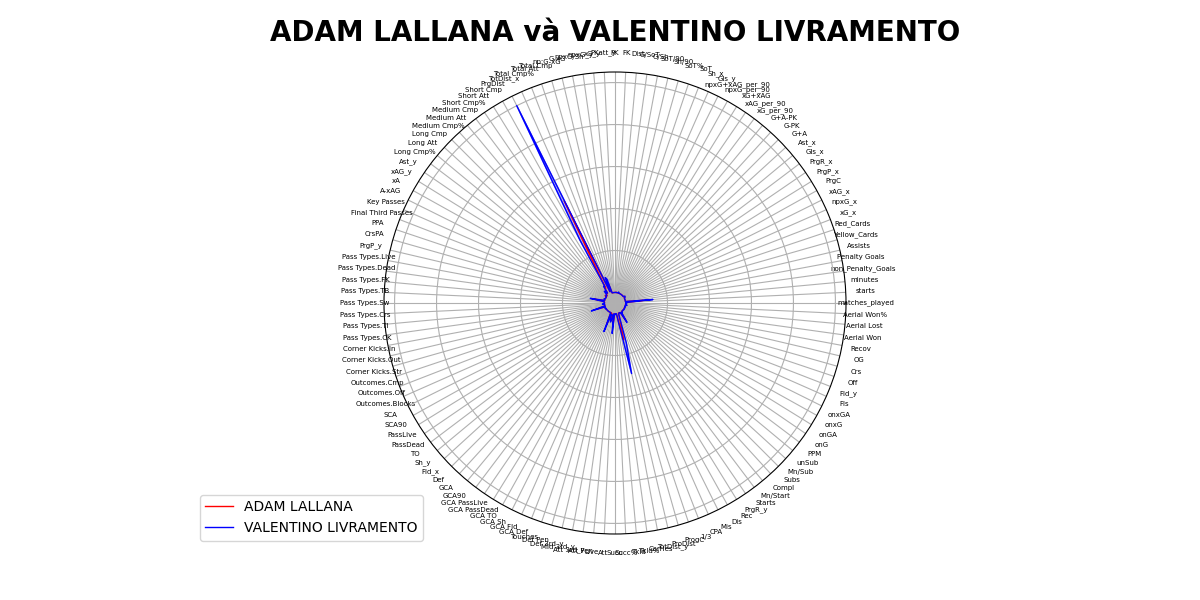 ADAM LALLANA và VALENTINO LIVRAMENTO
Total Cmp%
TotDist_x
PrgDist
Short Cmp
Short Att
Short Cmp%
Medium Cmp
Medium Att
Medium Cmp%
Long Cmp
Long Att
Long Cmp%
Ast_y
xAG_y
xA
A-xAG
Key Passes
Final Third Passes
PPA
CrsPA
PrgP_y
Pass Types.Live
Pass Types.Dead
Pass Types.FK
Pass Types.TB
Pass Types.Sw
Pass Types.Crs
Pass Types.TI
Pass Types.CK
Corner Kicks.In
Corner Kicks.Out
Corner Kicks.Str
Outcomes.Cmp
Outcomes.Off
Outcomes.Blocks
SCA
SCA90
PassLive
PassDead
TO
Sh_y
Fld_x
Def
GCA
GCA90
GCA PassLive
GCA PassDead
GCA TO
GCA Sh
GCA Fld
GCA Def
Touches
Def Pen
FK
SoT%
SoT
Sh_x
Gls_y
npxG+xAG_per_90
npxG_per_90
xG+xAG
xAG_per_90
xG_per_90
G+A-PK
G-PK
G+A
Ast_x
Gls_x
PrgR_x
PrgP_x
PrgC
xAG_x
npxG_x
xG_x
Red_Cards
Yellow_Cards
Assists
Penalty Goals
non_Penalty_Goals
minutes
starts
matches_played
Aerial Won%
Aerial Lost
Aerial Won
Recov
OG
Crs
Off
Fld_y
Fls
onxGA
onxG
onGA
onG
PPM
unSub
Mn/Sub
Subs
Compl
Mn/Start
Starts
PrgR_y
Rec
Dis
Mis
CPA
1/3
ProgC
ProDist
TotDist_y
ADAM LALLANA
VALENTINO LIVRAMENTO